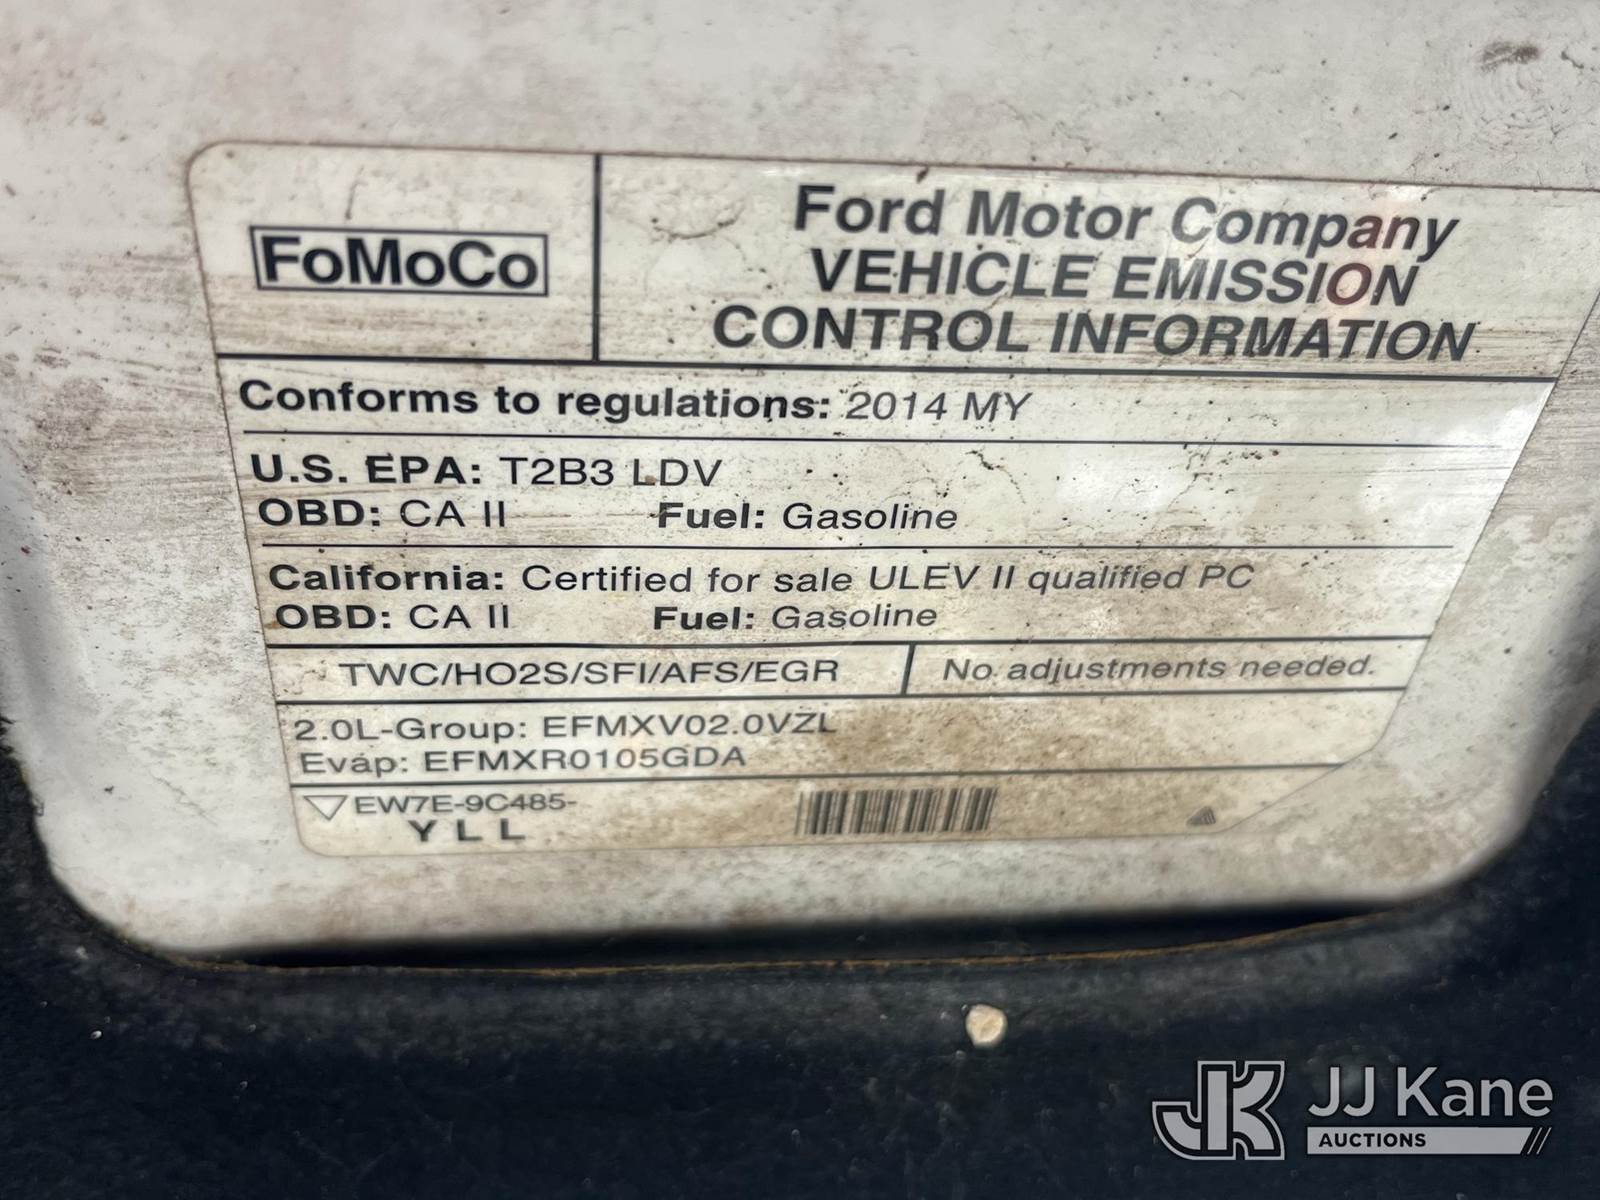 FoMoCo
Ford Motor Company
VEHICLE EMISSION
CONTROL INFORMATION
Conforms to regulations: 2014 MY
U.S. EPA: T2B3 LDV
OBD: CA II Fuel: Gasoline
California: Certified for sale ULEV II qualified PC
OBD: CA II Fuel: Gasoline
TWC/HO2S/SFI/AFS/EGR No adjustments needed.
2.0L-Group: EFMXV02.0VZL
Evap: EFMXR0105GDA
EW7E-9C485-
YLL
JK JJ Kane
AUCTIONS